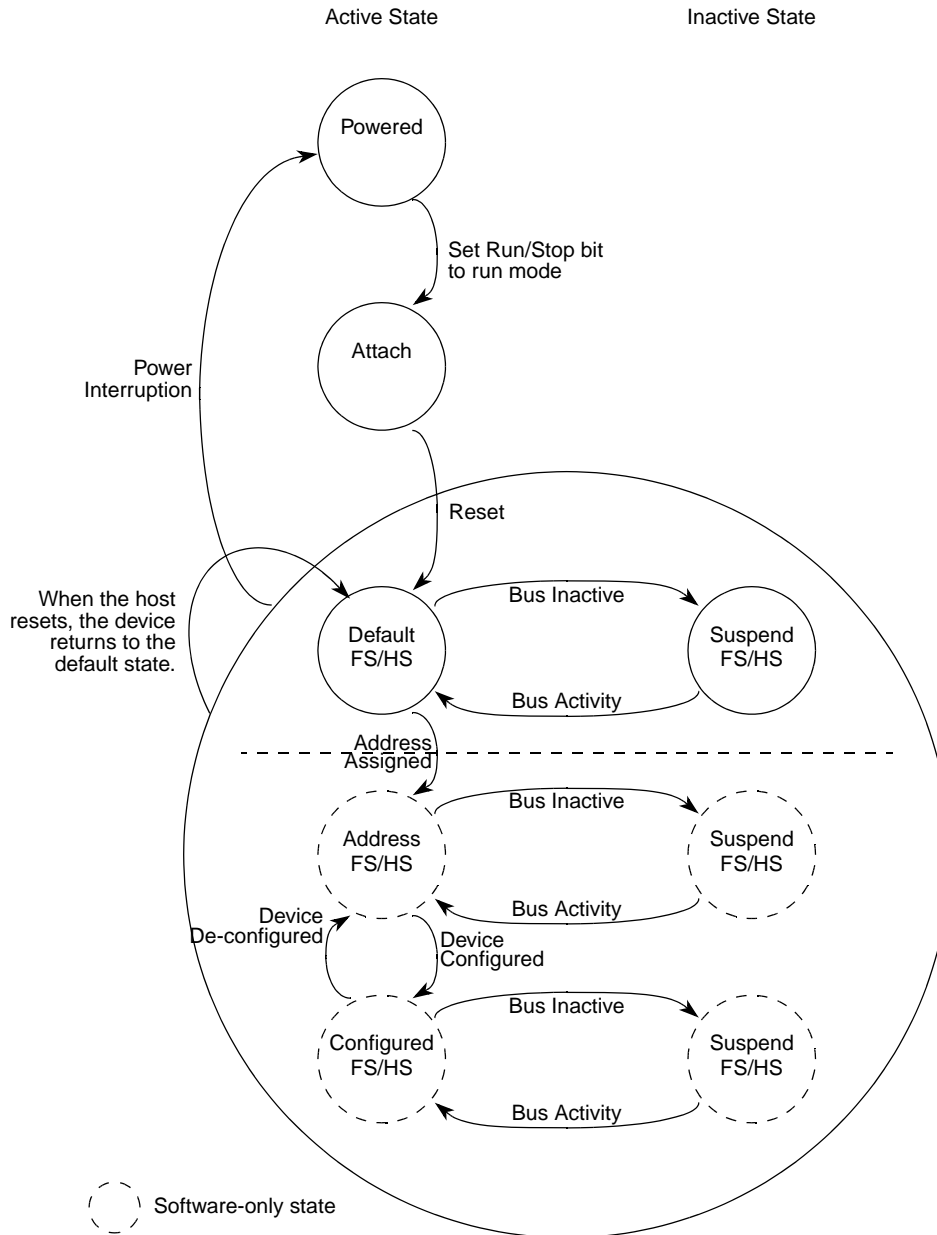 Active State
Inactive State
Powered
Set Run/Stop bit
to run mode
Attach
Power
Interruption
Reset
When the host
resets, the device
returns to the
default state.
Default
FS/HS
Bus Inactive
Suspend
FS/HS
Bus Activity
Address
Assigned
Address
FS/HS
Bus Inactive
Suspend
FS/HS
Bus Activity
Device
De-configured
Device
Configured
Configured
FS/HS
Bus Inactive
Suspend
FS/HS
Bus Activity
Software-only state